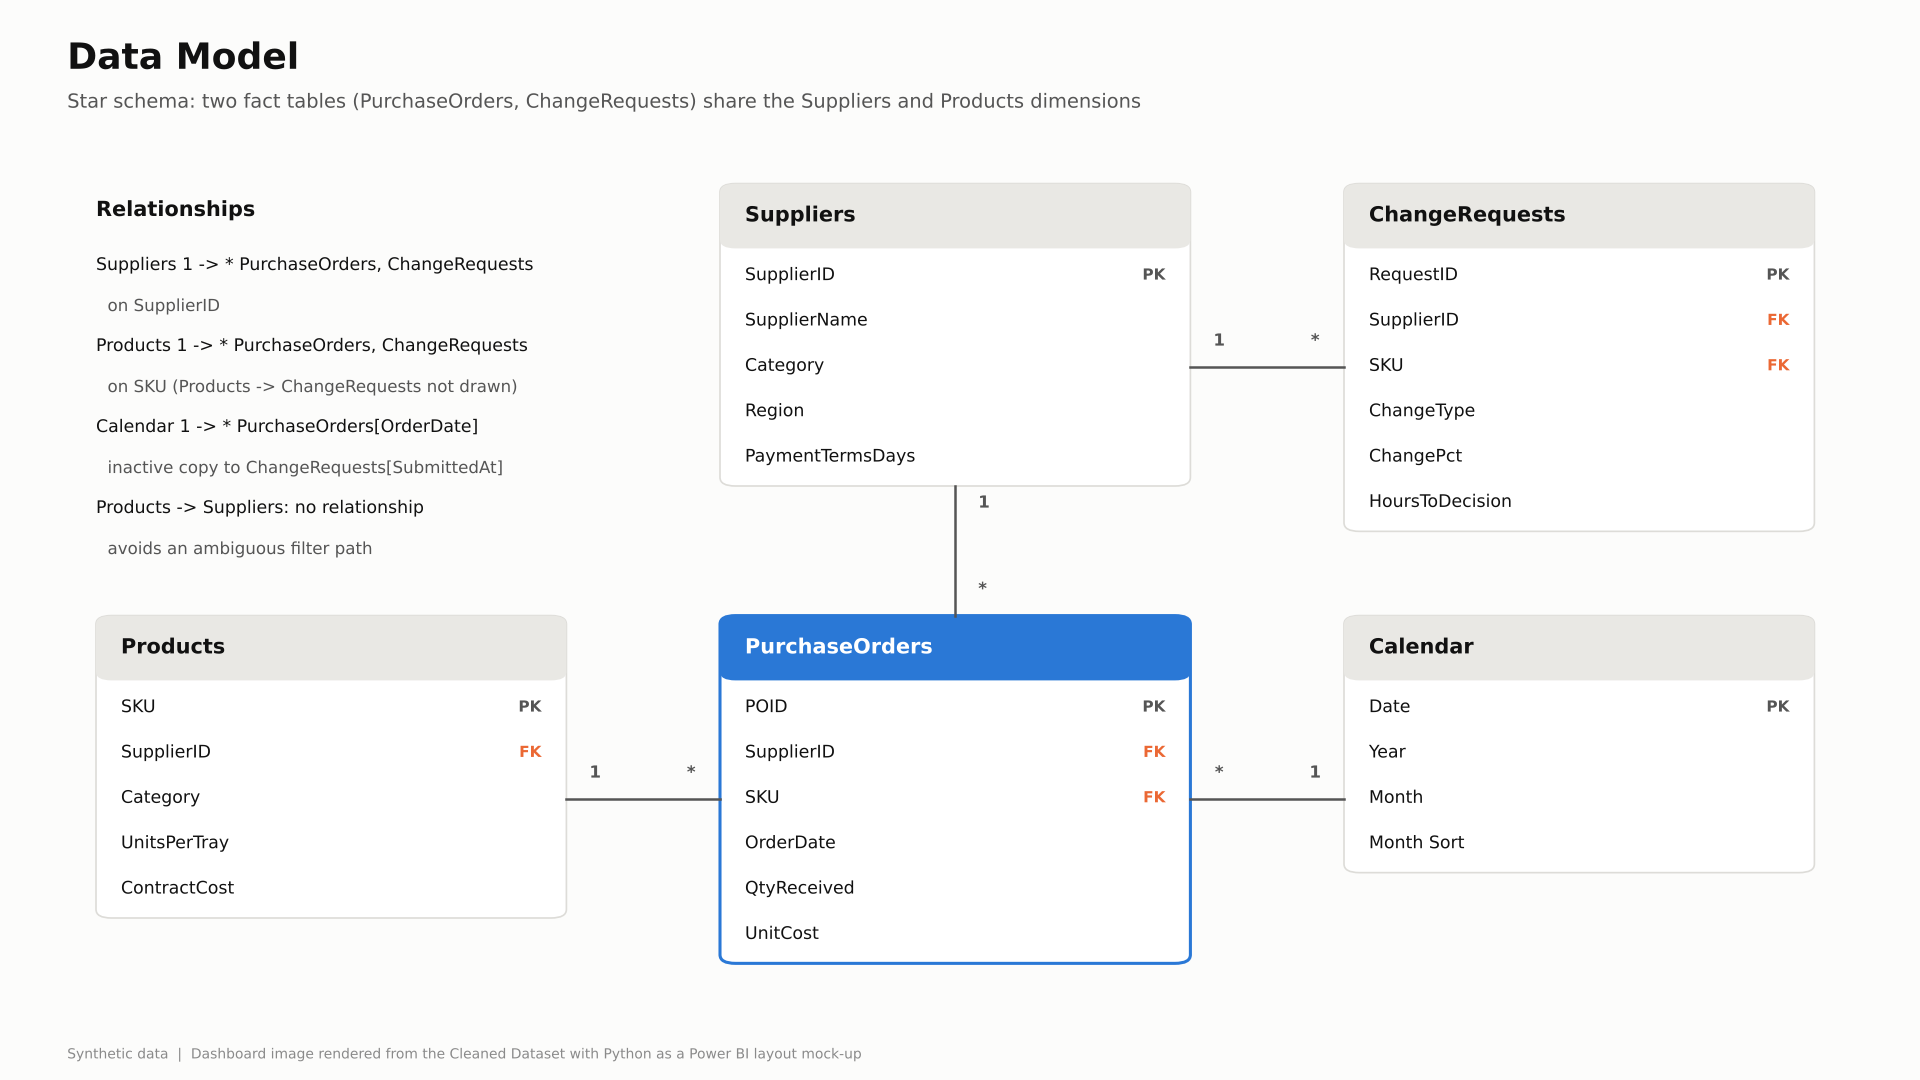 Data Model
Star schema: two fact tables (PurchaseOrders, ChangeRequests) share the Suppliers and Products dimensions
Relationships
Suppliers 1 -> * PurchaseOrders, ChangeRequests
on SupplierID
Products 1 -> * PurchaseOrders, ChangeRequests
on SKU (Products -> ChangeRequests not drawn)
Calendar 1 -> * PurchaseOrders[OrderDate]
inactive copy to ChangeRequests[SubmittedAt]
Products -> Suppliers: no relationship
avoids an ambiguous filter path
Suppliers
SupplierID PK
SupplierName
Category
Region
PaymentTermsDays
1 *
ChangeRequests
RequestID PK
SupplierID FK
SKU FK
ChangeType
ChangePct
HoursToDecision
1
*
Products
SKU PK
SupplierID FK
Category
UnitsPerTray
ContractCost
1 *
PurchaseOrders
POID PK
SupplierID FK
SKU FK
OrderDate
QtyReceived
UnitCost
* 1
Calendar
Date PK
Year
Month
Month Sort
Synthetic data | Dashboard image rendered from the Cleaned Dataset with Python as a Power BI layout mock-up